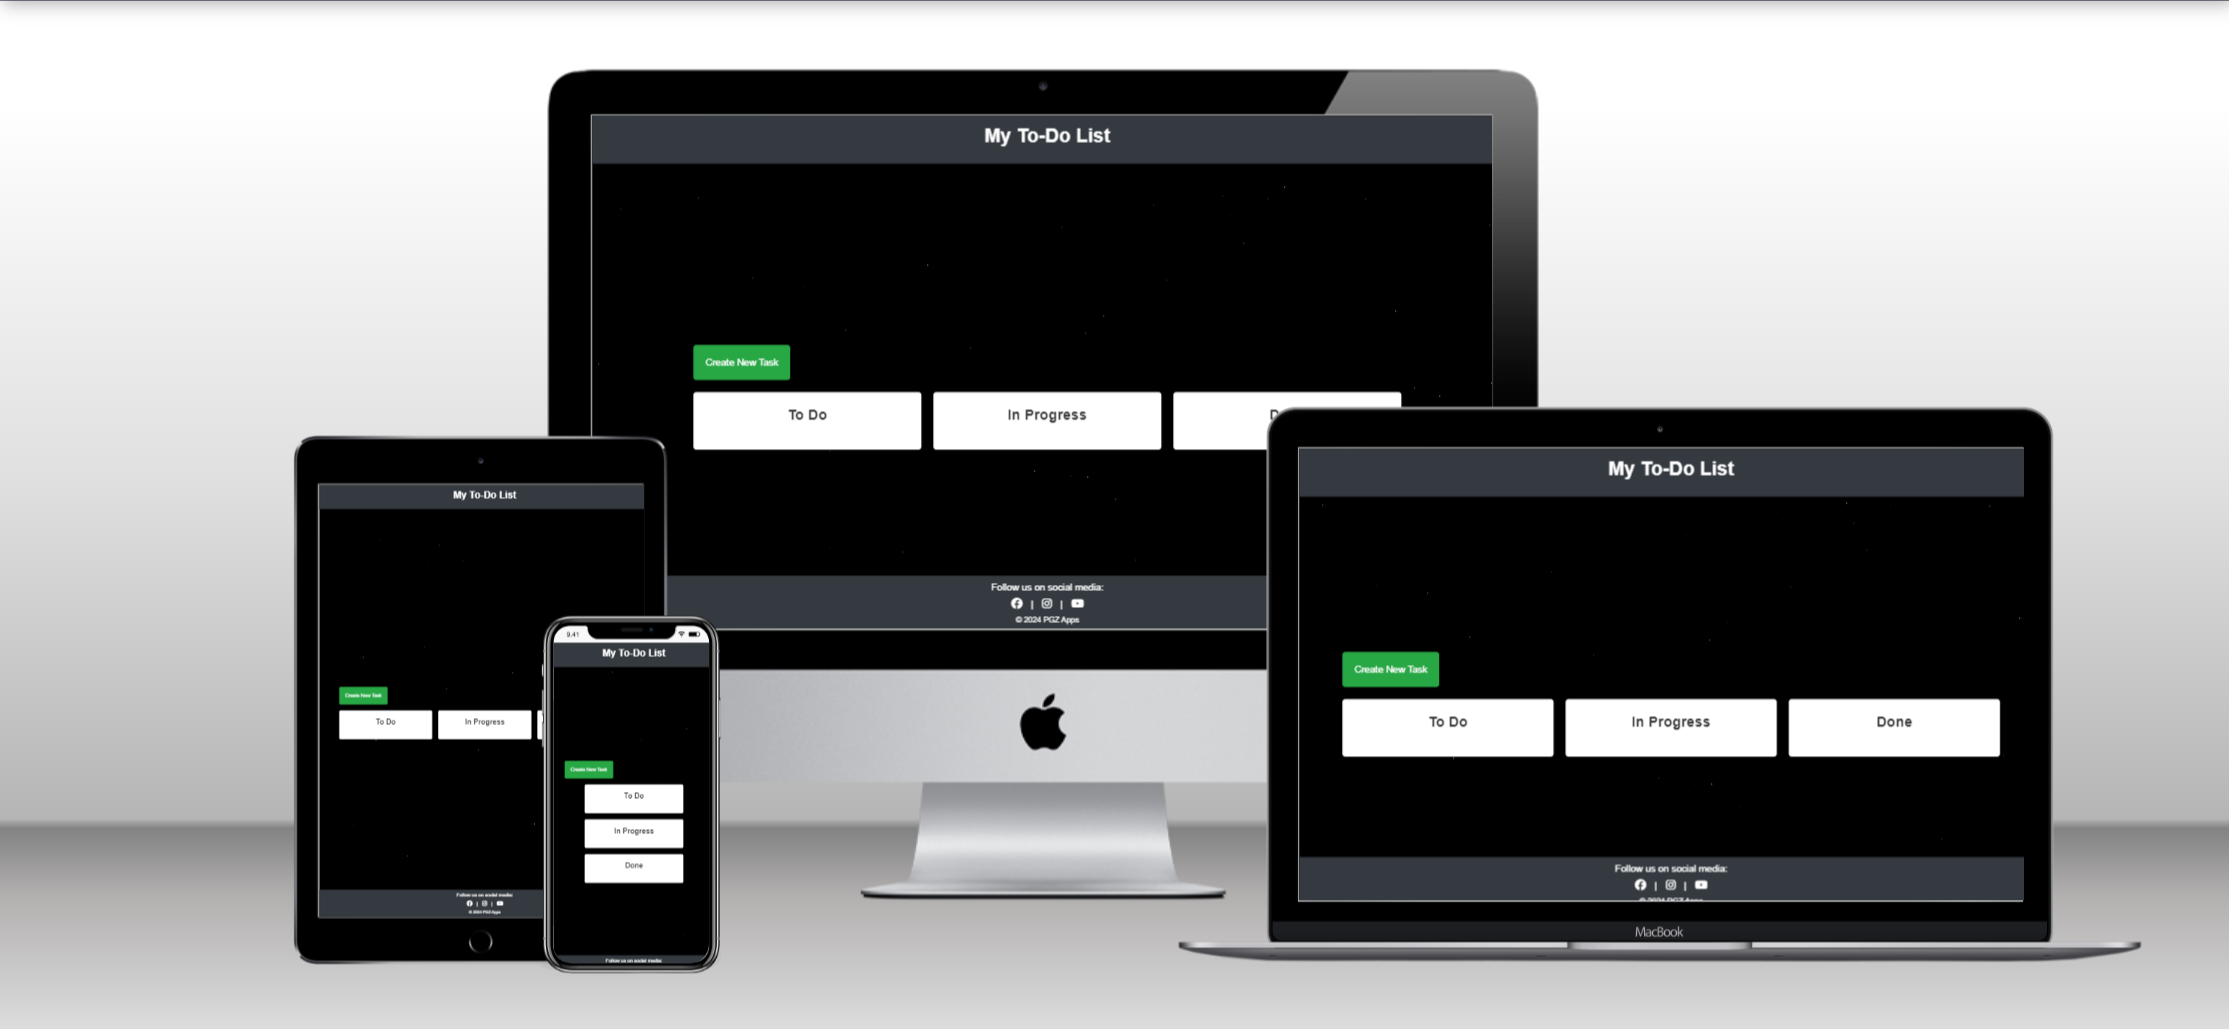 My To-Do List
Create New Task
To Do
In Progress
D
Follow us on social media:
|
|
© 2024 PGZ Apps
My To-Do List
Create New Task
To Do
In Progress
Follow us on social media:
|
|
© 2024 PGZ Apps
9:41
My To-Do List
Create New Task
To Do
In Progress
Done
Follow us on social media:
My To-Do List
Create New Task
To Do
In Progress
Done
Follow us on social media:
|
|
© 2024 PGZ Apps
MacBook